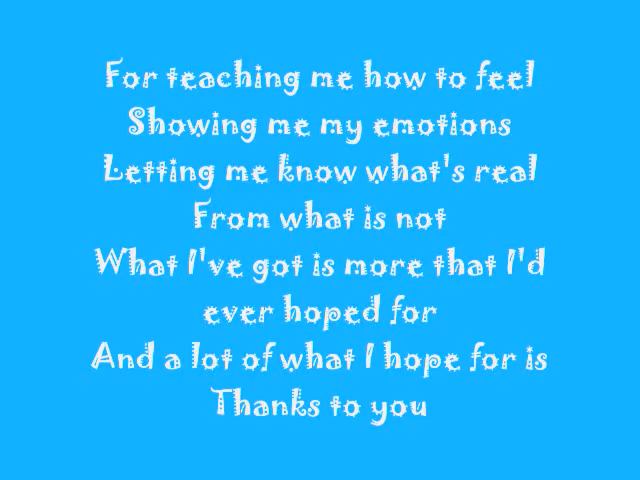 For teaching me how to feel
Showing me my emotions
Letting me know what's real
From what is not
What I've got is more that I'd
ever hoped for
And a lot of what I hope for is
Thanks to you